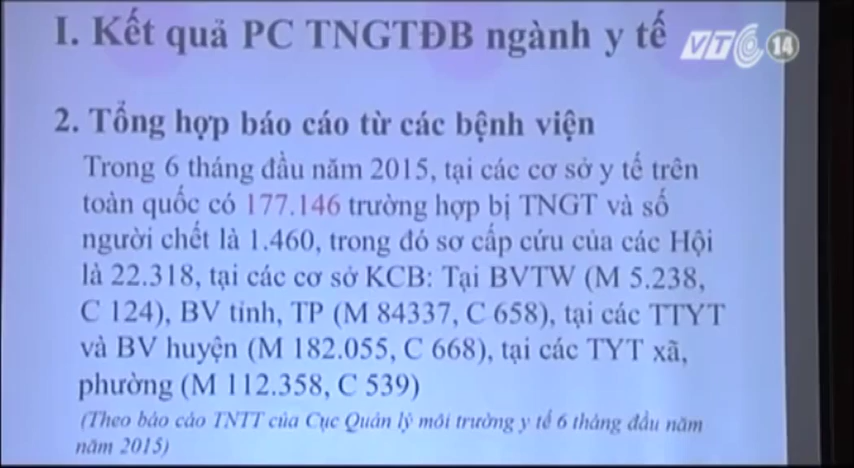 I. Kết quả PC TNGTĐB ngành y tế
VTC 14
2. Tổng hợp báo cáo từ các bệnh viện
Trong 6 tháng đầu năm 2015, tại các cơ sở y tế trên
toàn quốc có 177.146 trường hợp bị TNGT và số
người chết là 1.460, trong đó sơ cấp cứu của các Hội
là 22.318, tại các cơ sở KCB: Tại BVTW (M 5.238,
C 124), BV tỉnh, TP (M 84337, C 658), tại các TTYT
và BV huyện (M 182.055, C 668), tại các TYT xã,
phường (M 112.358, C 539)
(Theo báo cáo TNTT của Cục Quản lý môi trường y tế 6 tháng đầu năm
năm 2015)